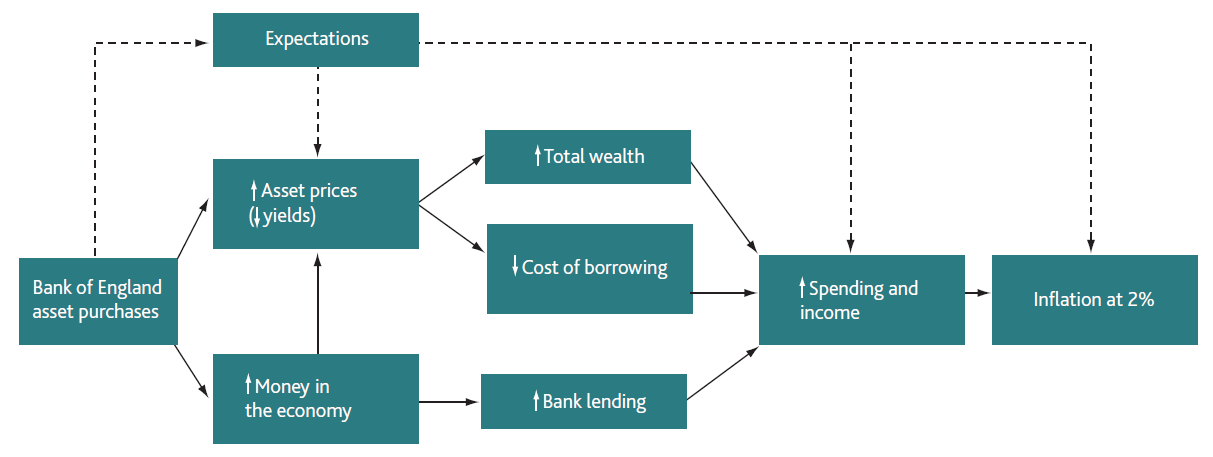 Expectations
↑Total wealth
↑Asset prices
(↓yields)
↓Cost of borrowing
Bank of England
asset purchases
↑Spending and
income
Inflation at 2%
↑Money in
the economy
↑Bank lending